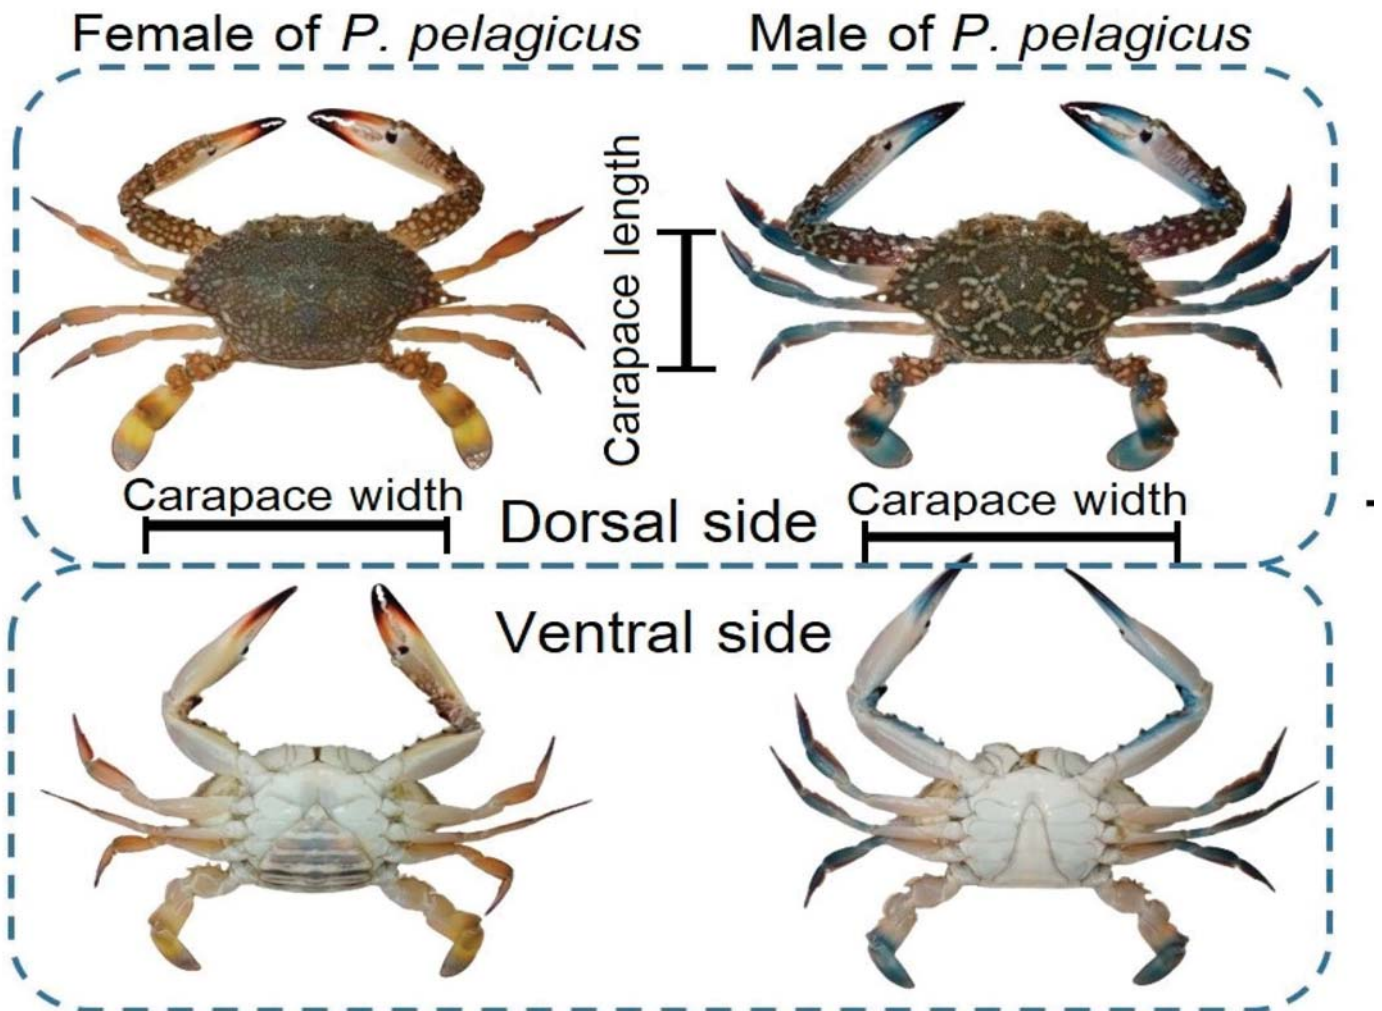 Female of P. pelagicus
Male of P. pelagicus
Carapace length
Carapace width
Dorsal side
Carapace width
Ventral side